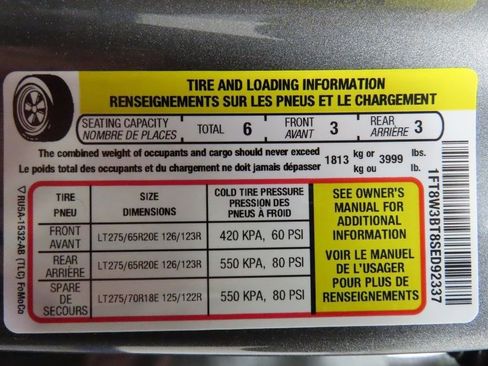 TIRE AND LOADING INFORMATION
RENSEIGNEMENTS SUR LES PNEUS ET LE CHARGEMENT
SEATING CAPACITY
NOMBRE DE PLACES
TOTAL 6
FRONT
AVANT 3
REAR
ARRIÈRE 3
The combined weight of occupants and cargo should never exceed 1813 kg or 3999 lbs.
Le poids total des occupants et du chargement ne doit jamais dépasser kg ou lb.
TIRE
PNEU
SIZE
DIMENSIONS
COLD TIRE PRESSURE
PRESSION DES
PNEUS À FROID
FRONT
AVANT
LT275/65R20E 126/123R
420 KPA, 60 PSI
REAR
ARRIÈRE
LT275/65R20E 126/123R
550 KPA, 80 PSI
SPARE
DE
SECOURS
LT275/70R18E 125/122R
550 KPA, 80 PSI
SEE OWNER'S
MANUAL FOR
ADDITIONAL
INFORMATION
VOIR LE MANUEL
DE L'USAGER
POUR PLUS DE
RENSEIGNEMENTS
RU5A-1532-AB (TLC) FoMoCo
1FT8W3BT8SED92337